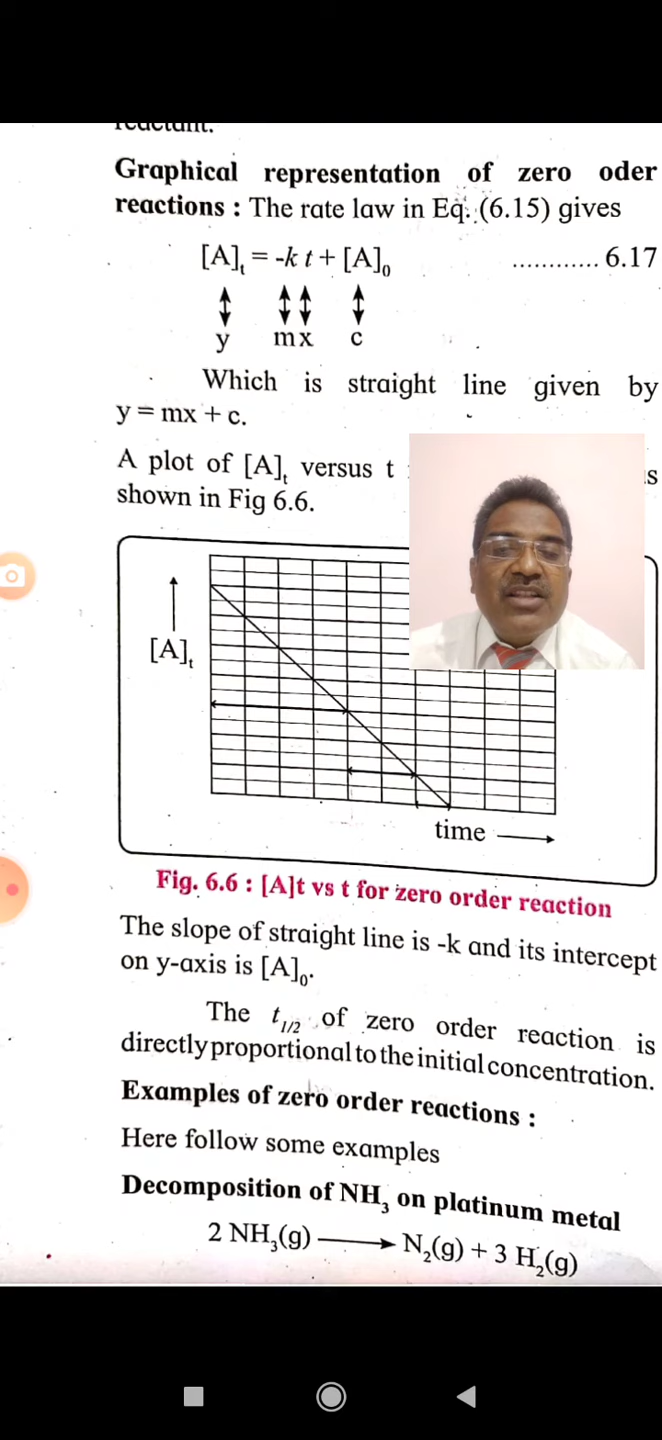 reactant.
Graphical representation of zero oder
reactions : The rate law in Eq. (6.15) gives
[A]t = -k t + [A]0 ............ 6.17
y m x c
Which is straight line given by
y = mx + c.
A plot of [A]t versus t
shown in Fig 6.6.
[A]t
time
Fig. 6.6 : [A]t vs t for zero order reaction
The slope of straight line is -k and its intercept
on y-axis is [A]0.
The t1/2 of zero order reaction is
directly proportional to the initial concentration.
Examples of zero order reactions :
Here follow some examples
Decomposition of NH3 on platinum metal
2 NH3(g) ⟶ N2(g) + 3 H2(g)